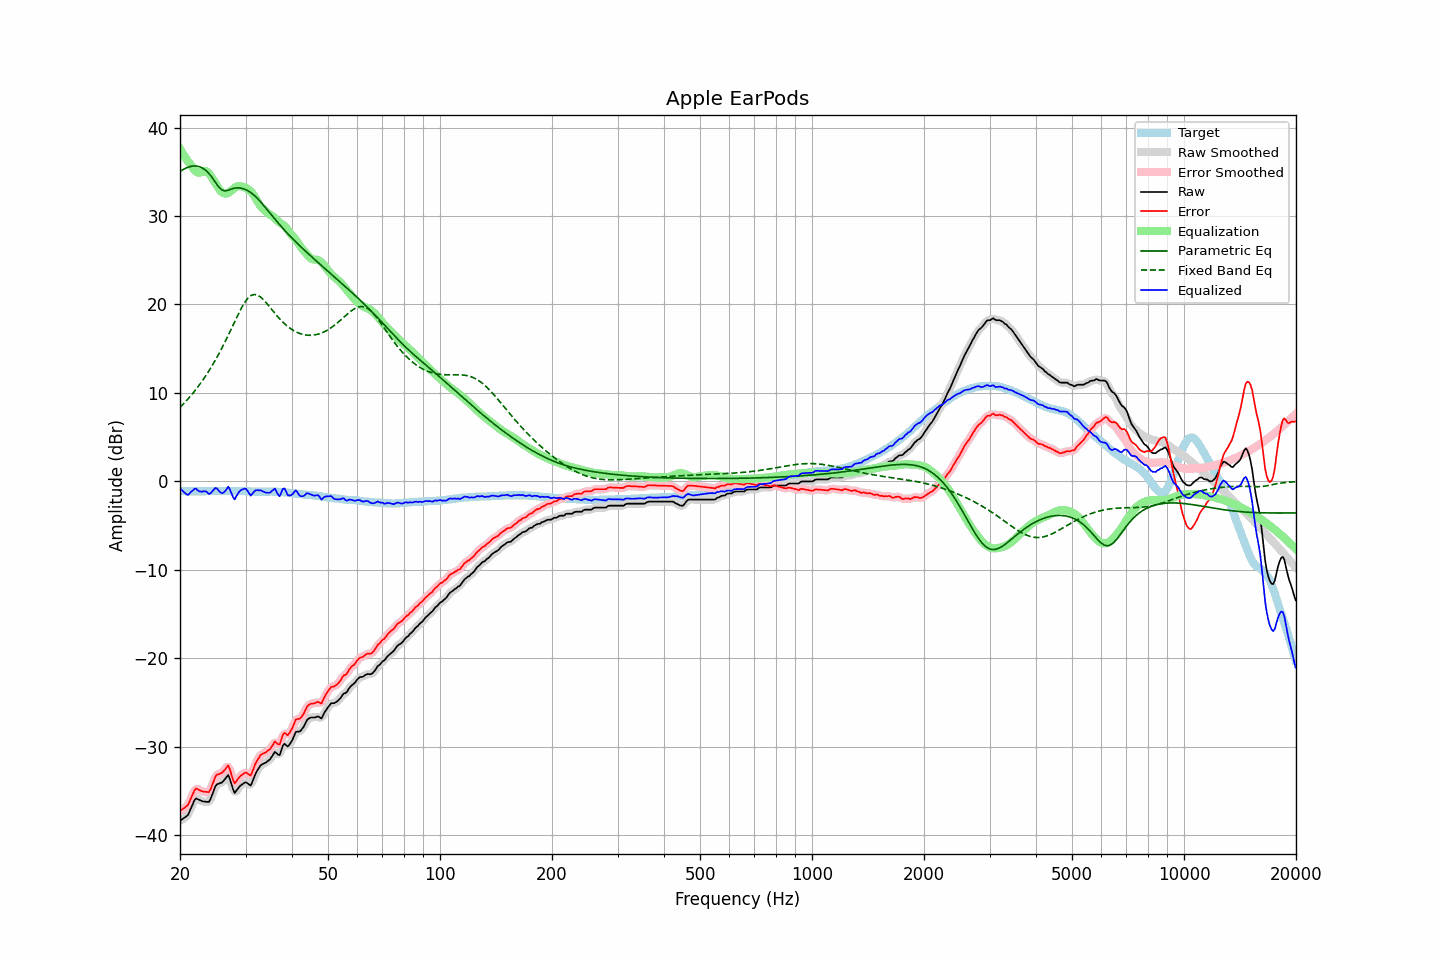 Apple EarPods
Amplitude (dBr)
40
30
20
10
0
−10
−20
−30
−40
Target
Raw Smoothed
Error Smoothed
Raw
Error
Equalization
Parametric Eq
Fixed Band Eq
Equalized
20 50 100 200 500 1000 2000 5000 10000 20000
Frequency (Hz)